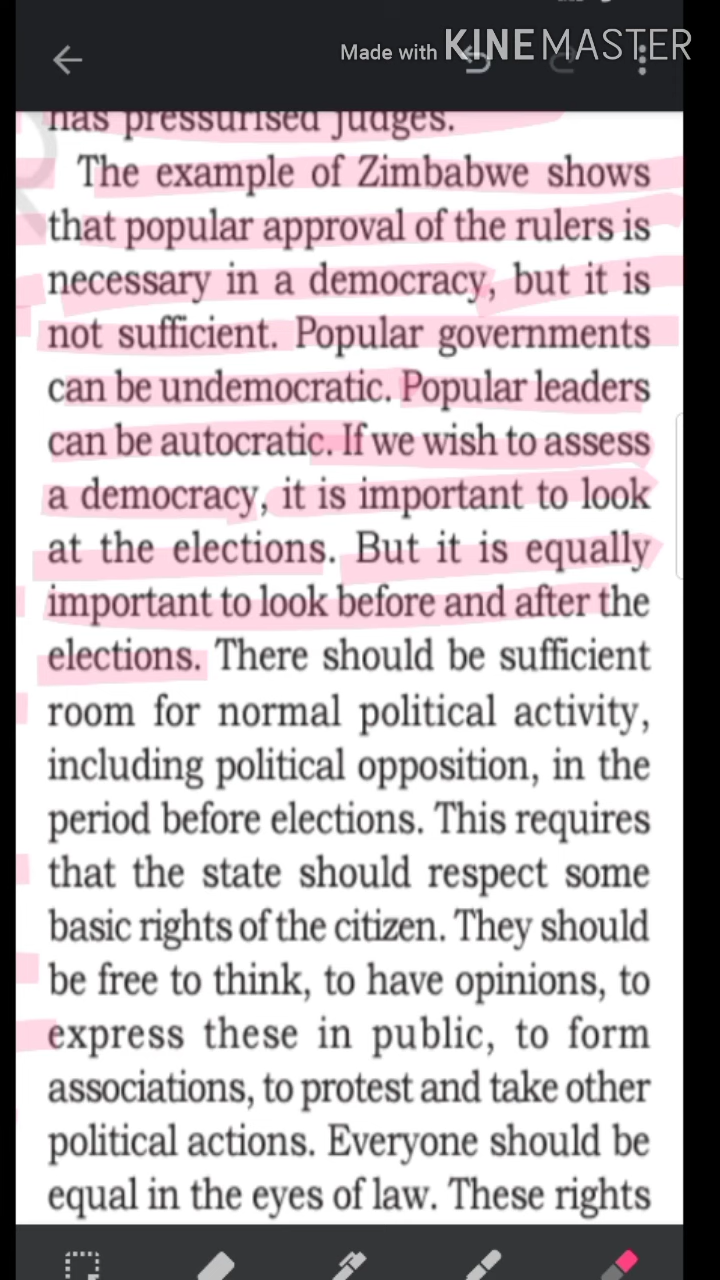 Made with KINEMASTER
has pressurised judges.
The example of Zimbabwe shows
that popular approval of the rulers is
necessary in a democracy, but it is
not sufficient. Popular governments
can be undemocratic. Popular leaders
can be autocratic. If we wish to assess
a democracy, it is important to look
at the elections. But it is equally
important to look before and after the
elections. There should be sufficient
room for normal political activity,
including political opposition, in the
period before elections. This requires
that the state should respect some
basic rights of the citizen. They should
be free to think, to have opinions, to
express these in public, to form
associations, to protest and take other
political actions. Everyone should be
equal in the eyes of law. These rights